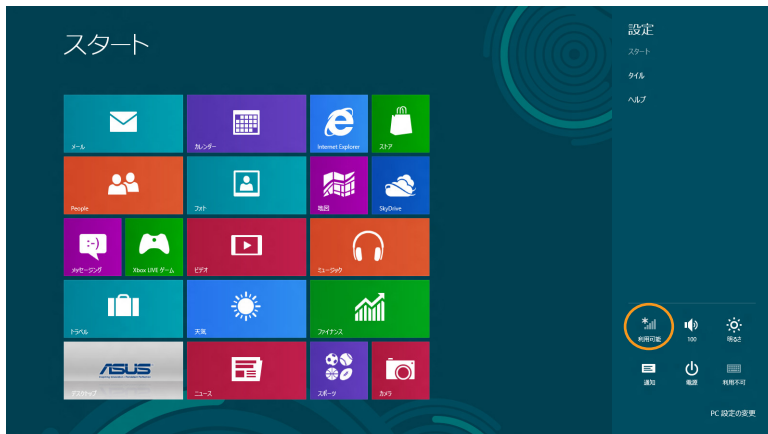 スタート
メール
カレンダー
Internet Explorer
ストア
People
フォト
地図
SkyDrive
:-)
メッセージング
Xbox LIVE ゲーム
ビデオ
ミュージック
トラベル
天気
ファイナンス
ASUS
デスクトップ
ニュース
スポーツ
カメラ
設定
スタート
タイル
ヘルプ
利用可能
100
明るさ
通知
電源
利用不可
PC 設定の変更